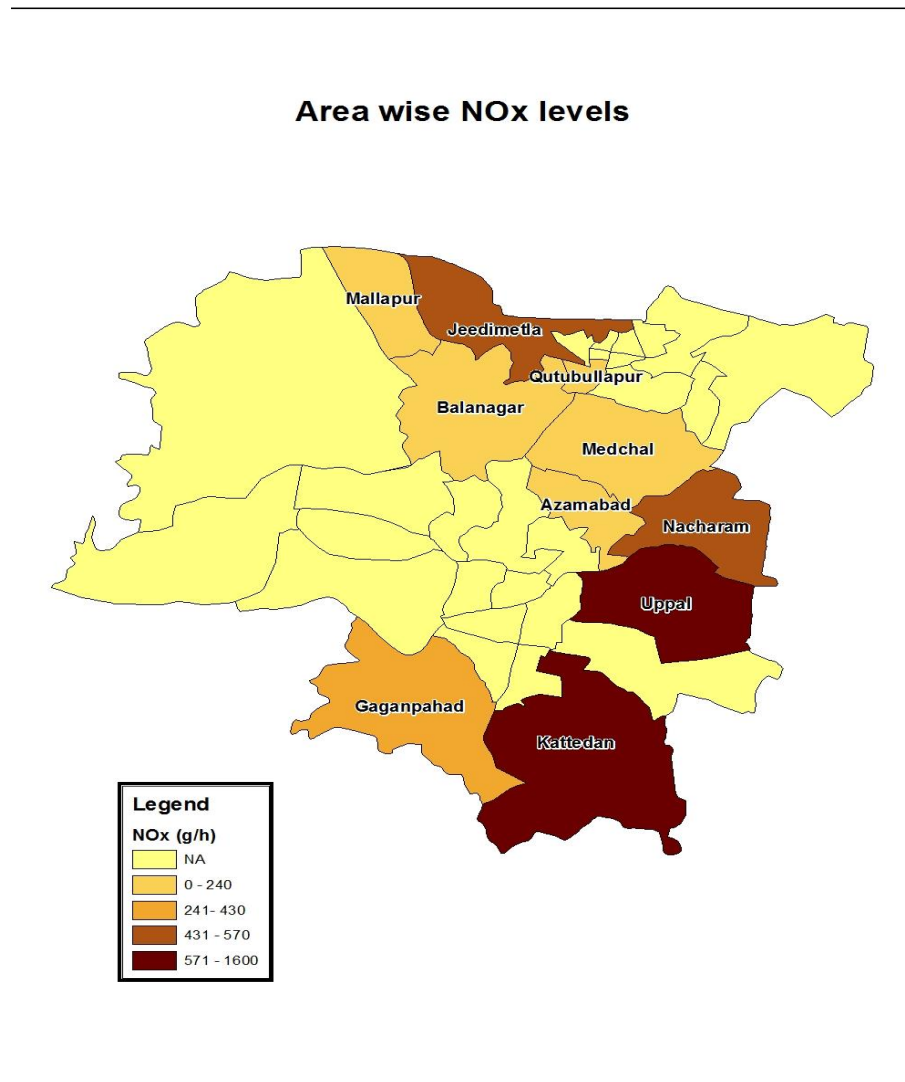 Area wise NOx levels
Mallapur
Jeedimetla
Qutubullapur
Balanagar
Medchal
Azamabad
Nacharam
Uppal
Gaganpahad
Kattedan
Legend
NOx (g/h)
NA
0 - 240
241- 430
431 - 570
571 - 1600